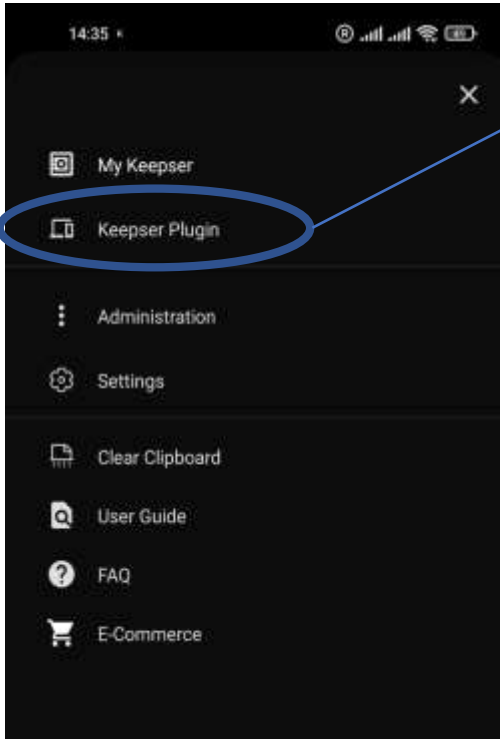 14:35
My Keepser
Keepser Plugin
Administration
Settings
Clear Clipboard
User Guide
FAQ
E-Commerce